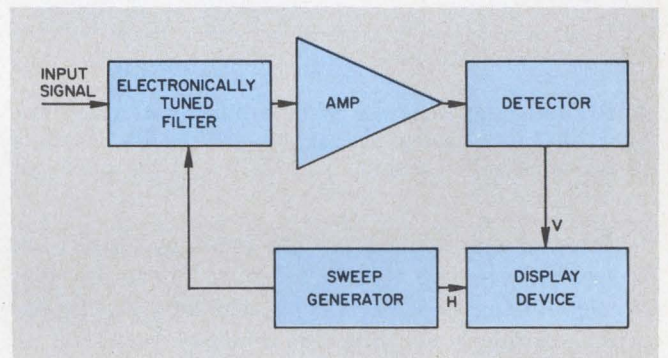 INPUT
SIGNAL
ELECTRONICALLY
TUNED
FILTER
AMP
DETECTOR
V
SWEEP
GENERATOR
H
DISPLAY
DEVICE